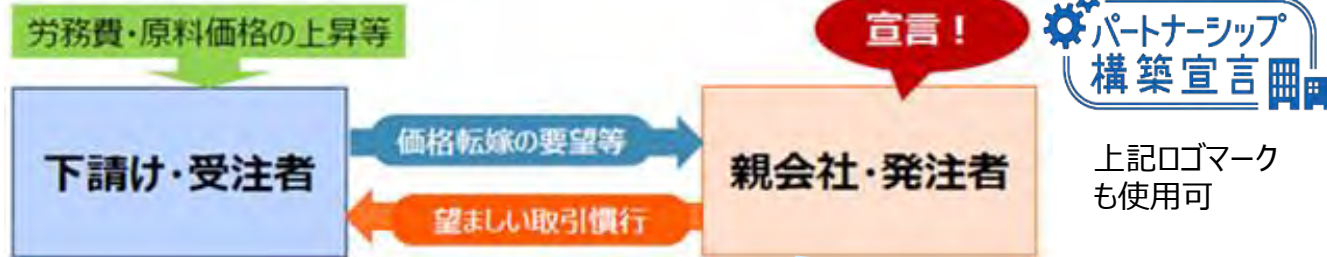 労務費・原料価格の上昇等
宣言！
パートナーシップ
構築宣言
下請け・受注者
価格転嫁の要望等
望ましい取引慣行
親会社・発注者
上記ロゴマーク
も使用可